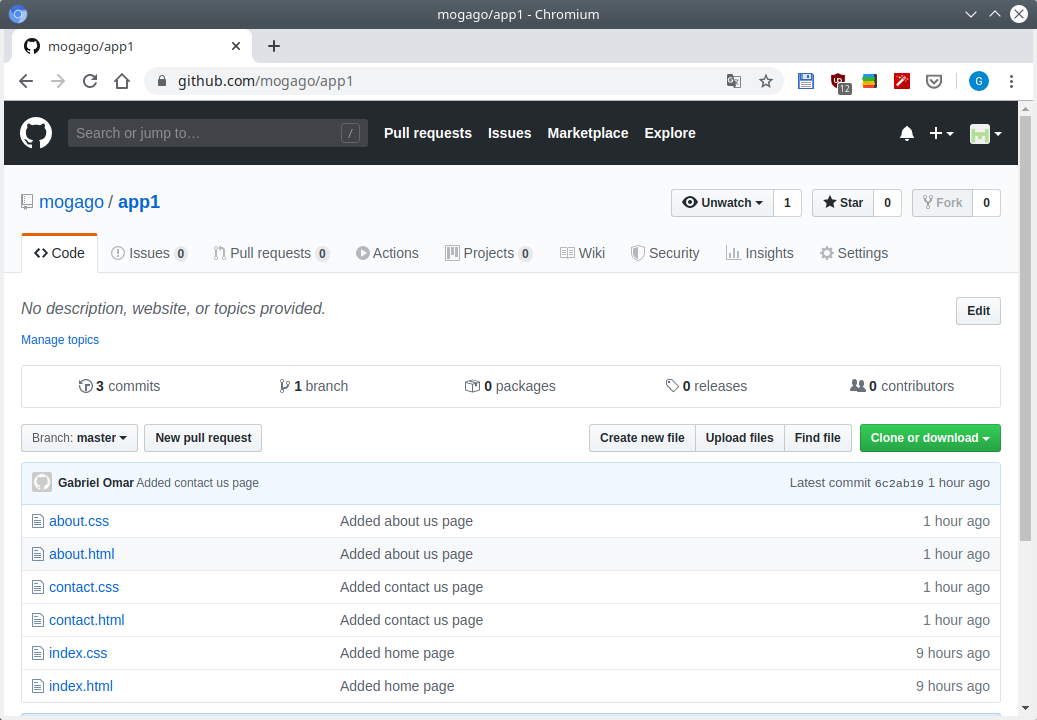 mogago/app1 - Chromium
mogago/app1
github.com/mogago/app1
12
G
Search or jump to…
/
Pull requests
Issues
Marketplace
Explore
mogago / app1
Unwatch 1
Star 0
Fork 0
Code
Issues 0
Pull requests 0
Actions
Projects 0
Wiki
Security
Insights
Settings
No description, website, or topics provided.
Edit
Manage topics
3 commits
1 branch
0 packages
0 releases
0 contributors
Branch: master
New pull request
Create new file
Upload files
Find file
Clone or download
Gabriel Omar Added contact us page
Latest commit 6c2ab19 1 hour ago
about.css Added about us page 1 hour ago
about.html Added about us page 1 hour ago
contact.css Added contact us page 1 hour ago
contact.html Added contact us page 1 hour ago
index.css Added home page 9 hours ago
index.html Added home page 9 hours ago